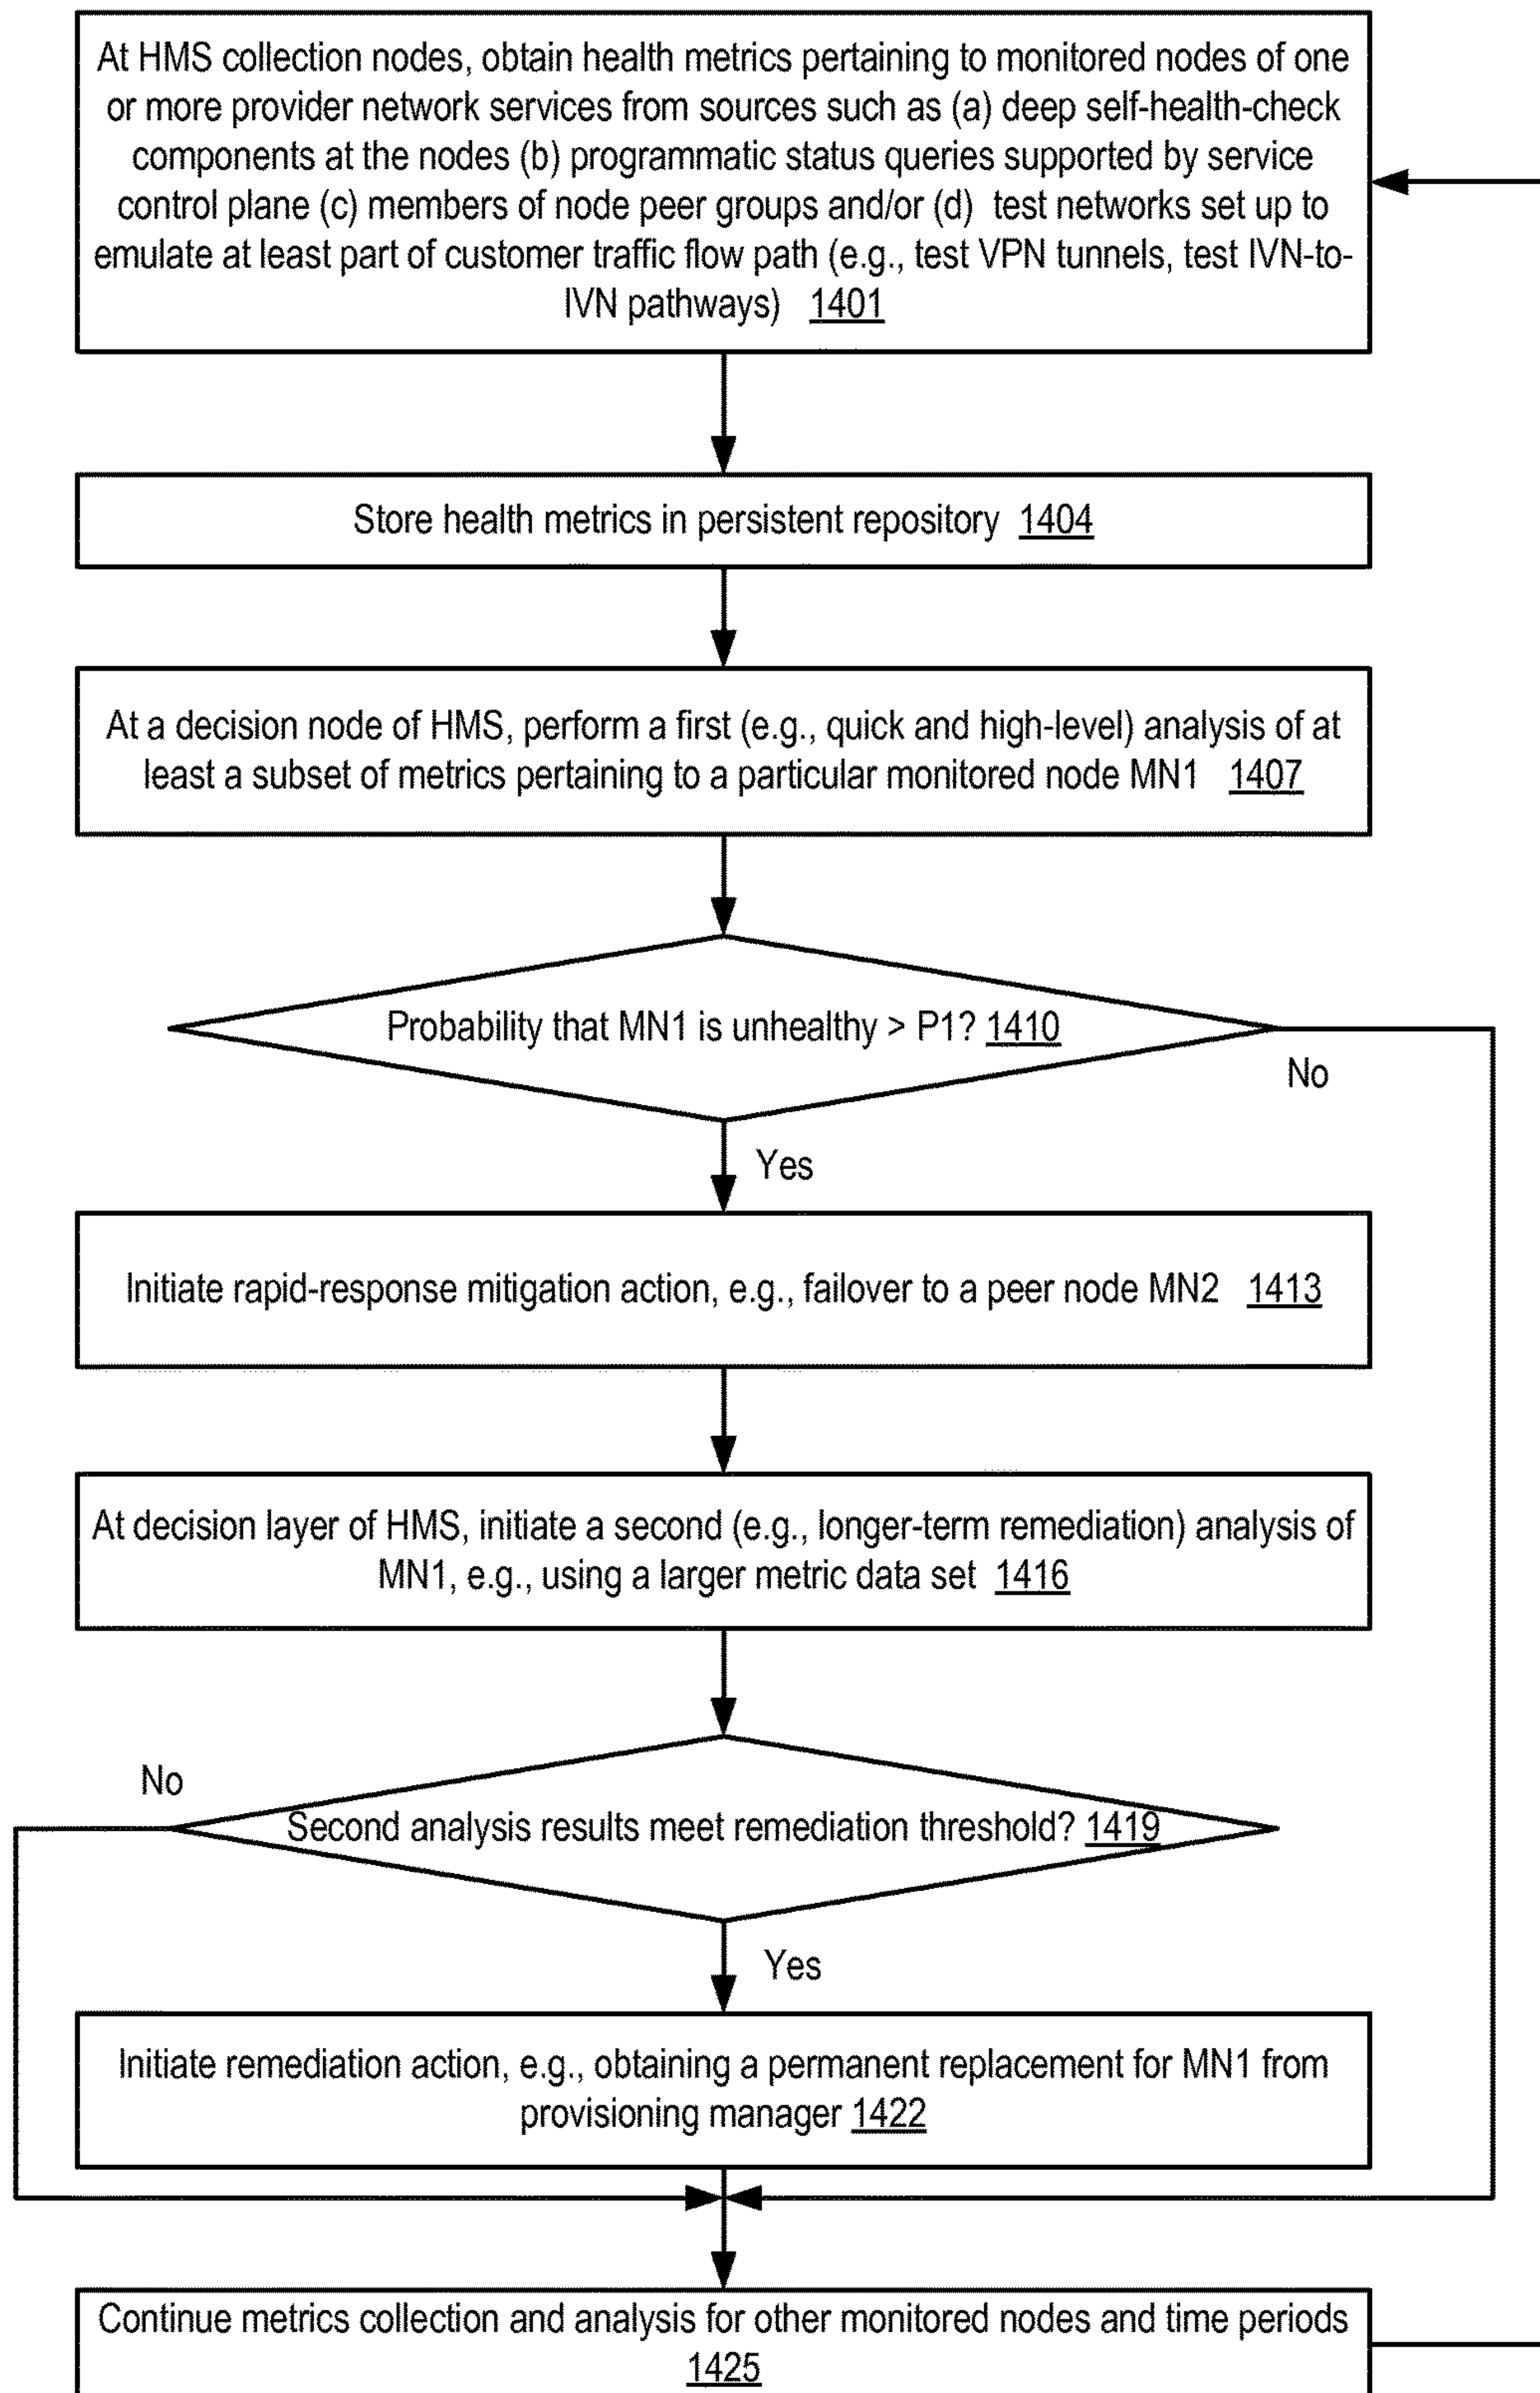 At HMS collection nodes, obtain health metrics pertaining to monitored nodes of one
or more provider network services from sources such as (a) deep self-health-check
components at the nodes (b) programmatic status queries supported by service
control plane (c) members of node peer groups and/or (d) test networks set up to
emulate at least part of customer traffic flow path (e.g., test VPN tunnels, test IVN-to-
IVN pathways) 1401
Store health metrics in persistent repository 1404
At a decision node of HMS, perform a first (e.g., quick and high-level) analysis of at
least a subset of metrics pertaining to a particular monitored node MN1 1407
Probability that MN1 is unhealthy > P1? 1410
No
Yes
Initiate rapid-response mitigation action, e.g., failover to a peer node MN2 1413
At decision layer of HMS, initiate a second (e.g., longer-term remediation) analysis of
MN1, e.g., using a larger metric data set 1416
No
Second analysis results meet remediation threshold? 1419
Yes
Initiate remediation action, e.g., obtaining a permanent replacement for MN1 from
provisioning manager 1422
Continue metrics collection and analysis for other monitored nodes and time periods
1425